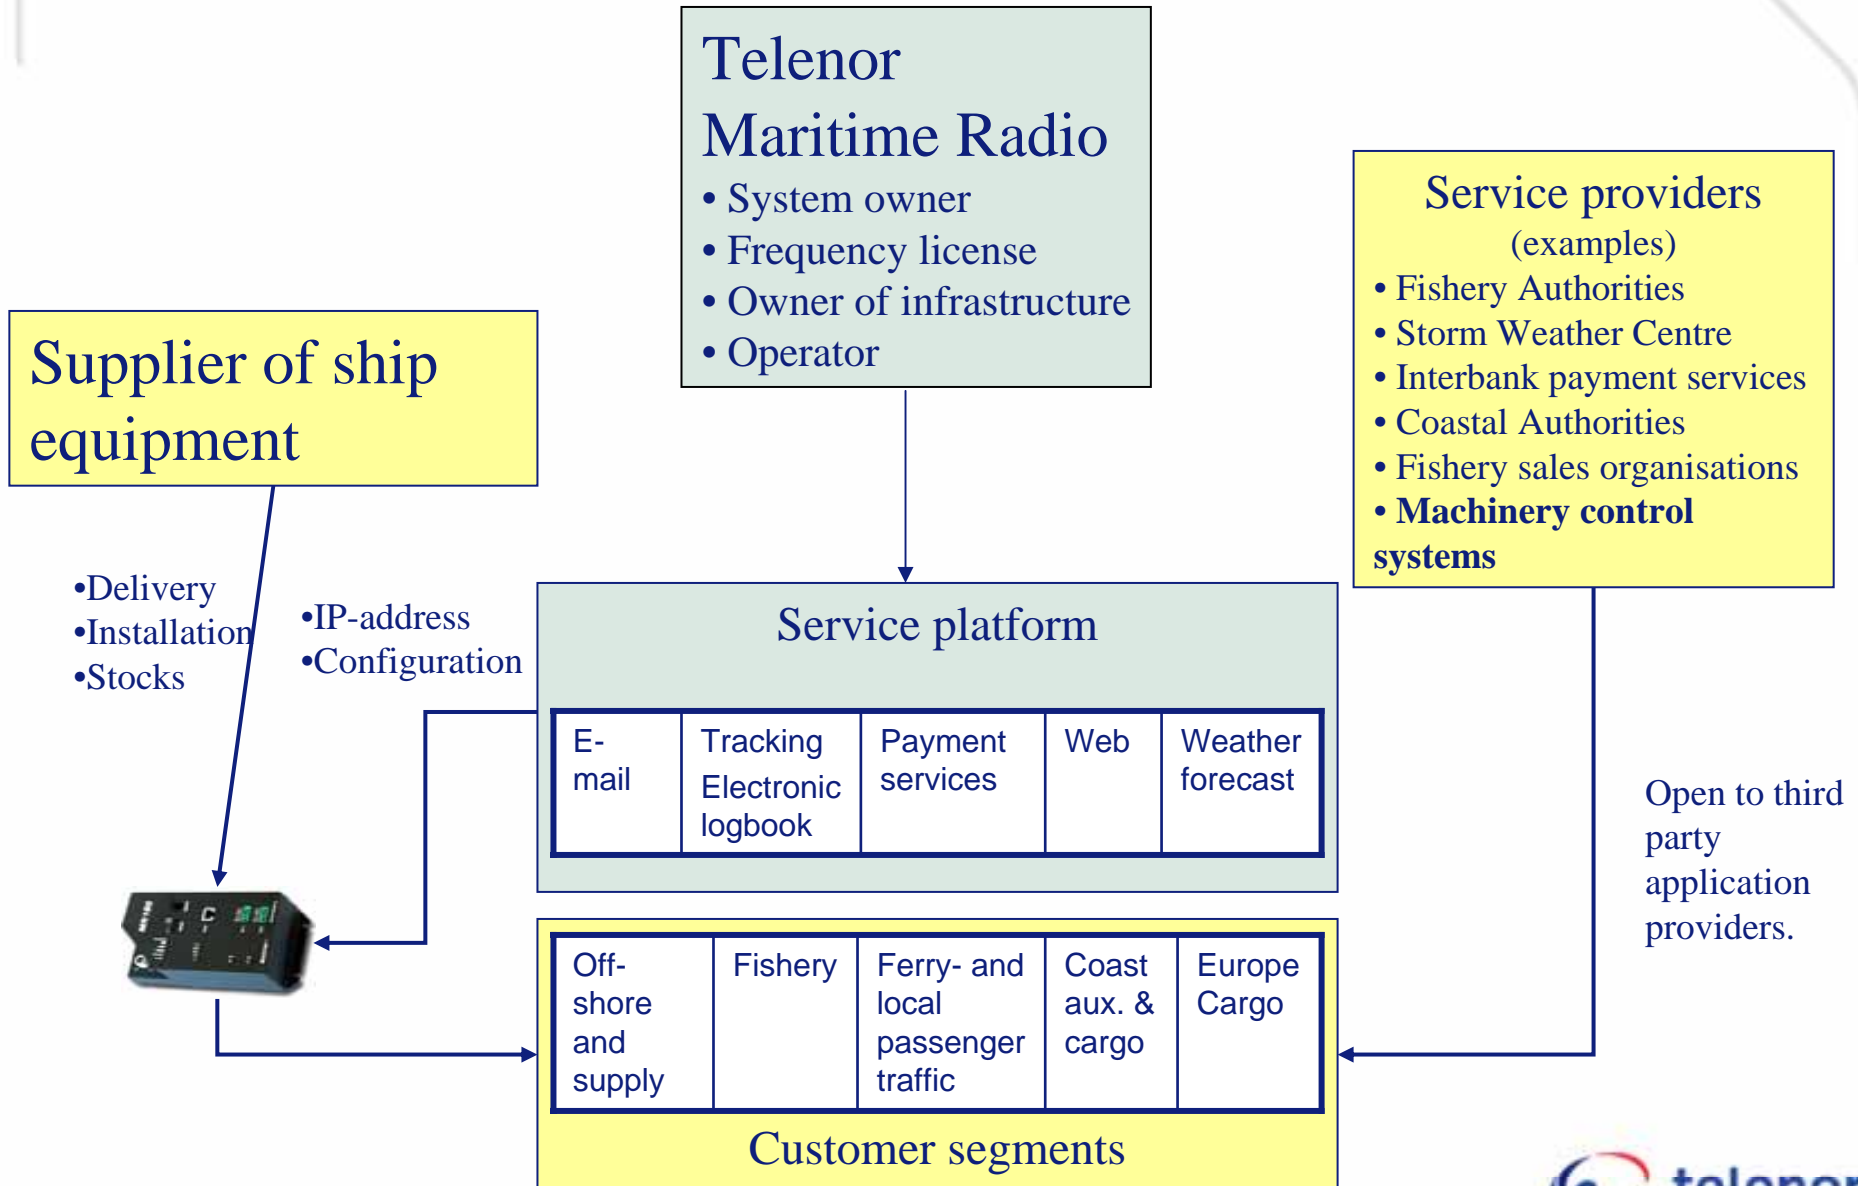 Telenor
Maritime Radio
• System owner
• Frequency license
• Owner of infrastructure
• Operator
Service providers
(examples)
• Fishery Authorities
• Storm Weather Centre
• Interbank payment services
• Coastal Authorities
• Fishery sales organisations
• Machinery control
systems
Supplier of ship
equipment
•Delivery
•Installation
•Stocks
•IP-address
•Configuration
Service platform
E-
mail
Tracking
Electronic
logbook
Payment
services
Web
Weather
forecast
Open to third
party
application
providers.
Off-
shore
and
supply
Fishery
Ferry- and
local
passenger
traffic
Coast
aux. &
cargo
Europe
Cargo
Customer segments
telenor